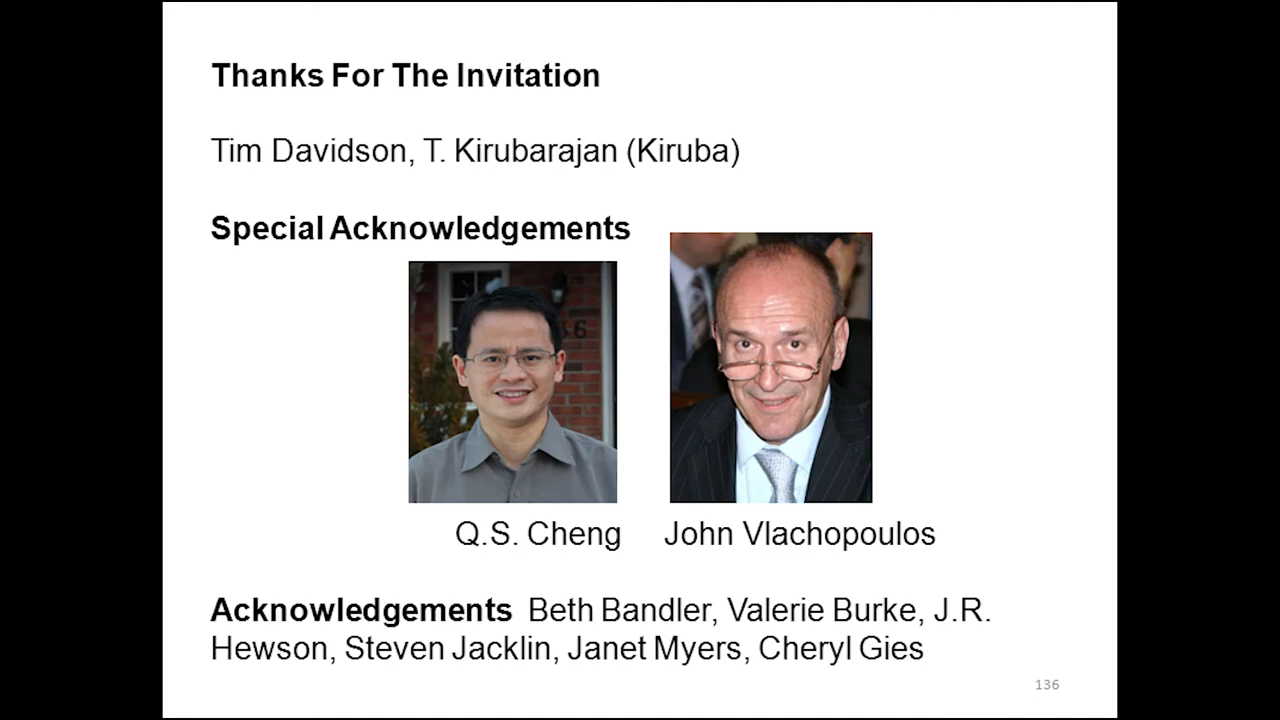 Thanks For The Invitation
Tim Davidson, T. Kirubarajan (Kiruba)
Special Acknowledgements
36
Q.S. Cheng
John Vlachopoulos
Acknowledgements Beth Bandler, Valerie Burke, J.R.
Hewson, Steven Jacklin, Janet Myers, Cheryl Gies
136